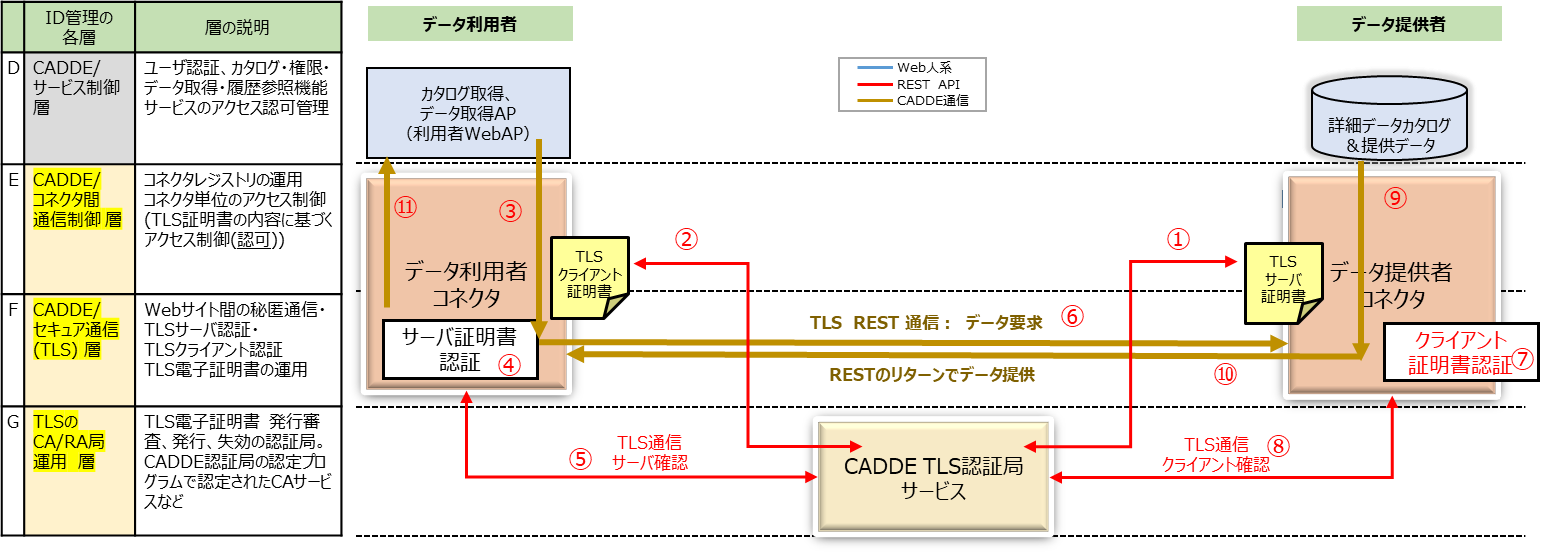 ID管理の
各層
層の説明
D
CADDE/
サービス制御
層
ユーザ認証、カタログ・権限・
データ取得・履歴参照機能
サービスのアクセス認可管理
E
CADDE/
コネクタ間
通信制御 層
コネクタレジストリの運用
コネクタ単位のアクセス制御
(TLS証明書の内容に基づく
アクセス制御(認可))
F
CADDE/
セキュア通信
(TLS) 層
Webサイト間の秘匿通信・
TLSサーバ認証・
TLSクライアント認証
TLS電子証明書の運用
G
TLSの
CA/RA局
運用 層
TLS電子証明書 発行審
査、発行、失効の認証局。
CADDE認証局の認定プロ
グラムで認定されたCAサービ
スなど
データ利用者
データ提供者
カタログ取得、
データ取得AP
（利用者WebAP）
Web人系
REST API
CADDE通信
詳細データカタログ
＆提供データ
⑪
③
②
①
⑨
TLS
クライアント
証明書
TLS
サーバ
証明書
データ利用者
コネクタ
データ提供者
コネクタ
サーバ証明書
認証
④
TLS REST 通信： データ要求
⑥
RESTのリターンでデータ提供
⑩
クライアント
証明書認証
⑦
⑤
TLS通信
サーバ確認
CADDE TLS認証局
サービス
TLS通信
クライアント確認
⑧